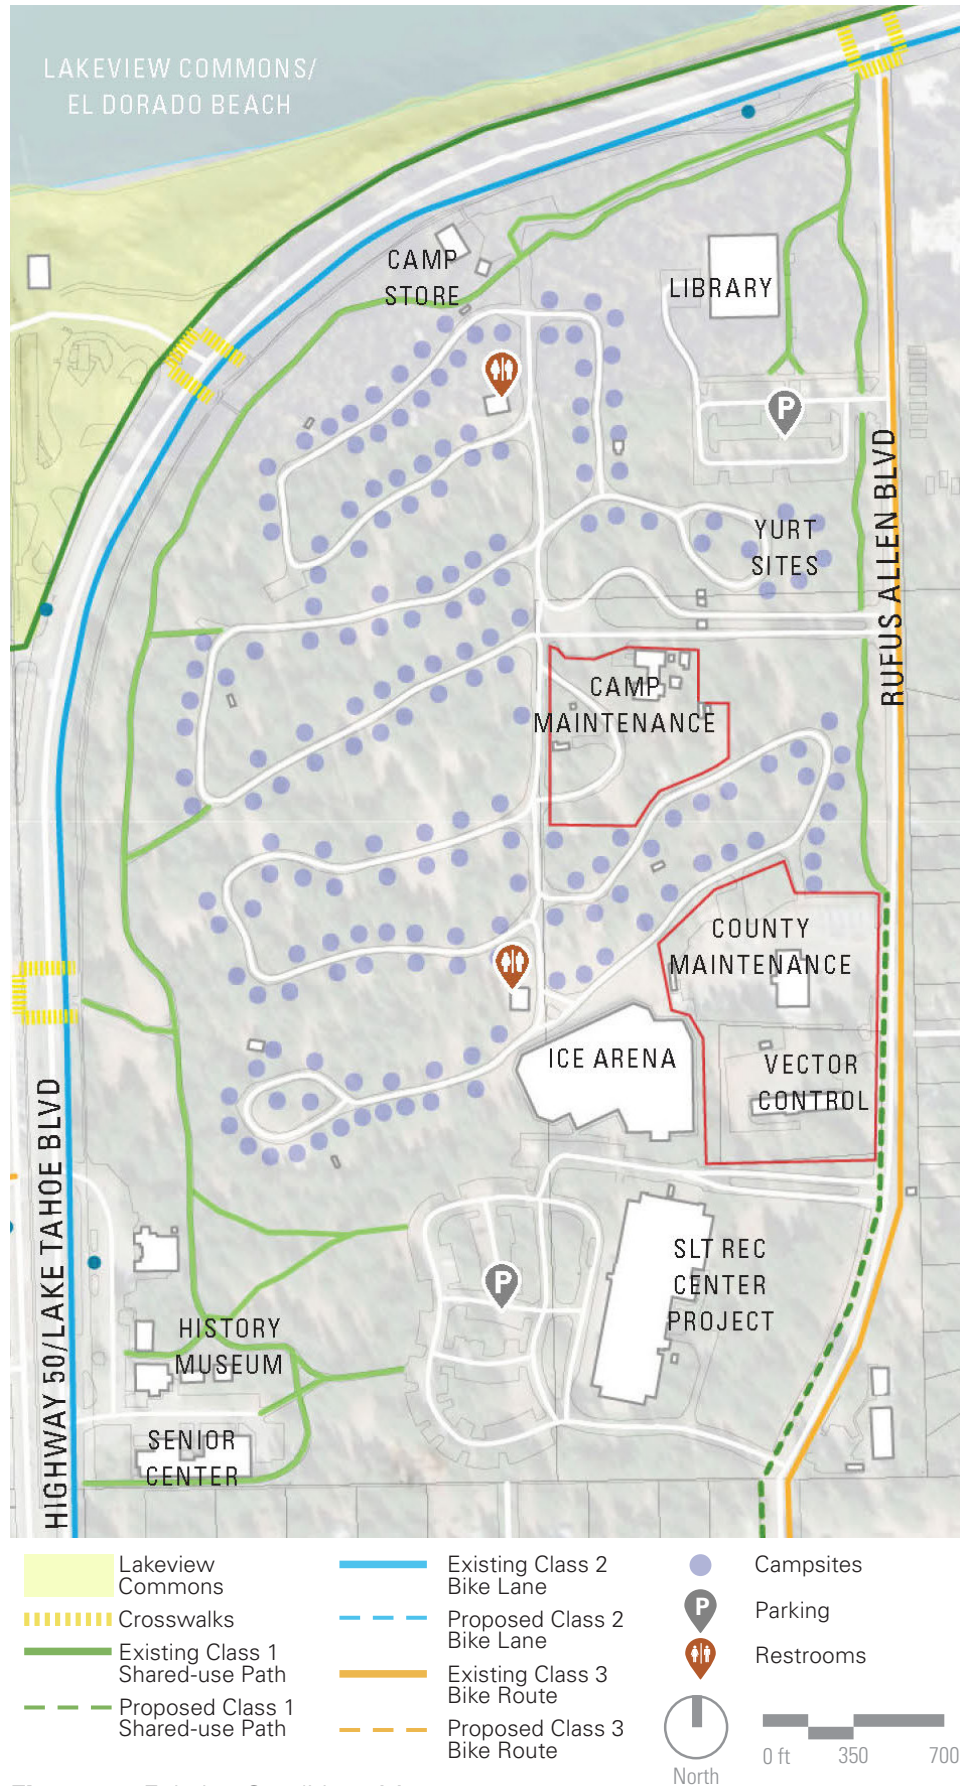 LAKEVIEW COMMONS/
EL DORADO BEACH
CAMP
STORE
LIBRARY
P
YURT
SITES
RUFUS ALLEN BLVD
CAMP
MAINTENANCE
COUNTY
MAINTENANCE
ICE ARENA
VECTOR
CONTROL
HIGHWAY 50/LAKE TAHOE BLVD
P
SLT REC
CENTER
PROJECT
HISTORY
MUSEUM
SENIOR
CENTER
Lakeview
Commons
Crosswalks
Existing Class 1
Shared-use Path
Proposed Class 1
Shared-use Path
Existing Class 2
Bike Lane
Proposed Class 2
Bike Lane
Existing Class 3
Bike Route
Proposed Class 3
Bike Route
Campsites
P
Parking
Restrooms
North
0 ft 350 700